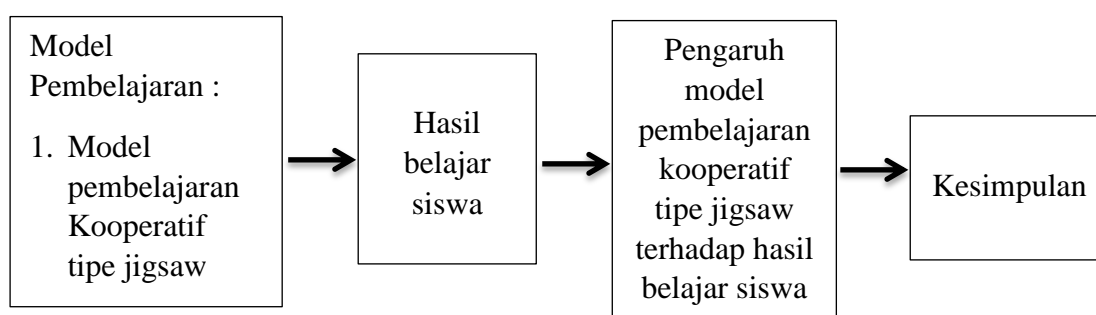 Model
Pembelajaran :
1. Model
pembelajaran
Kooperatif
tipe jigsaw
Hasil
belajar
siswa
Pengaruh
model
pembelajaran
kooperatif
tipe jigsaw
terhadap hasil
belajar siswa
Kesimpulan